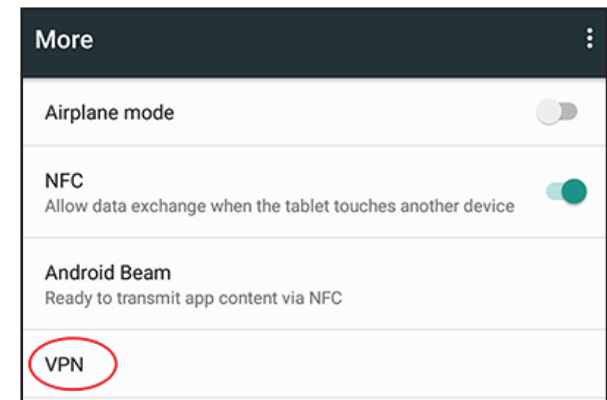 More
Airplane mode
NFC
Allow data exchange when the tablet touches another device
Android Beam
Ready to transmit app content via NFC
VPN